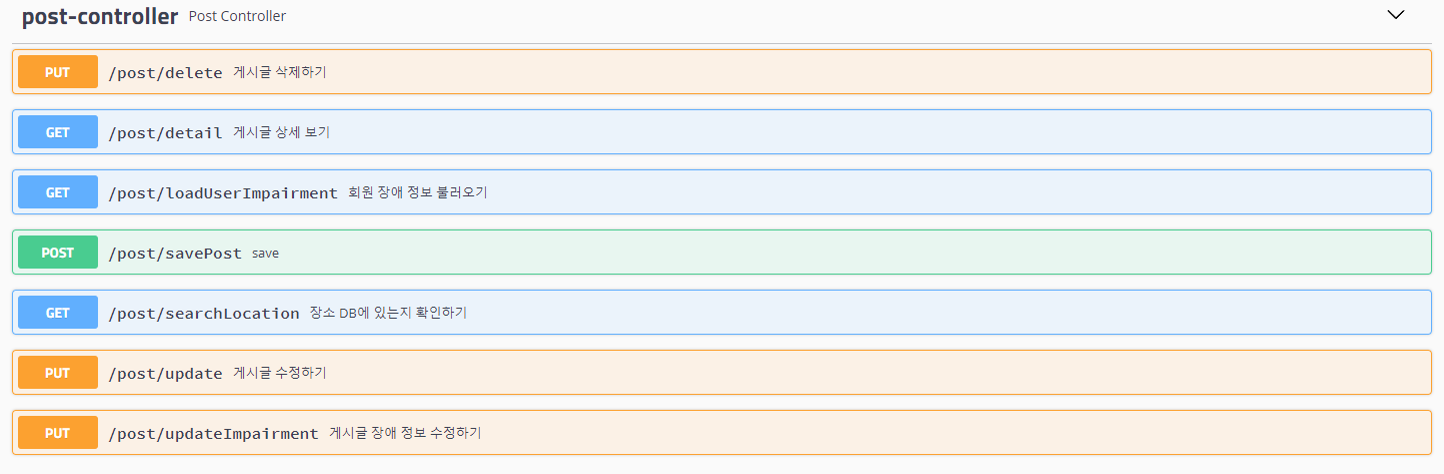 post-controller Post Controller
PUT /post/delete 게시글 삭제하기
GET /post/detail 게시글 상세 보기
GET /post/loadUserImpairment 회원 장애 정보 불러오기
POST /post/savePost save
GET /post/searchLocation 장소 DB에 있는지 확인하기
PUT /post/update 게시글 수정하기
PUT /post/updateImpairment 게시글 장애 정보 수정하기